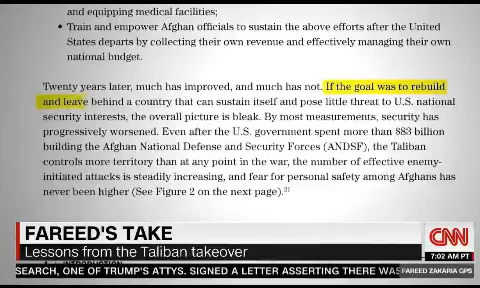 and equipping medical facilities;
• Train and empower Afghan officials to sustain the above efforts after the United
States departs by collecting their own revenue and effectively managing their own
national budget.
Twenty years later, much has improved, and much has not. If the goal was to rebuild
and leave behind a country that can sustain itself and pose little threat to U.S. national
security interests, the overall picture is bleak. By most measurements, security has
progressively worsened. Even after the U.S. government spent more than $83 billion
building the Afghan National Defense and Security Forces (ANDSF), the Taliban
controls more territory than at any point in the war, the number of effective enemy-
initiated attacks is steadily increasing, and fear for personal safety among Afghans has
never been higher (See Figure 2 on the next page).21
FAREED'S TAKE
Lessons from the Taliban takeover
CNN
7:02 AM PT
SEARCH, ONE OF TRUMP'S ATTYS. SIGNED A LETTER ASSERTING THERE WAS
FAREED ZAKARIA GPS